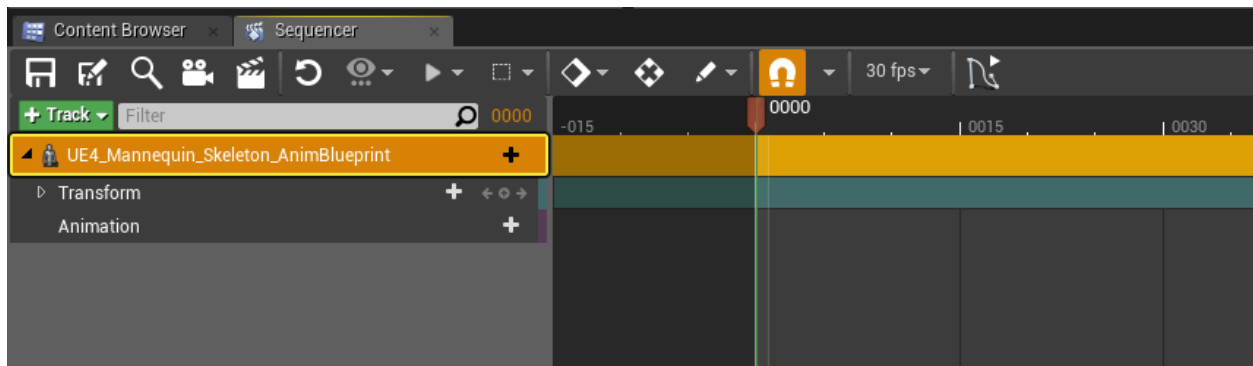 Content Browser
Sequencer
30 fps
Track
Filter
0000
0000
-015
0015
0030
UE4_Mannequin_Skeleton_AnimBlueprint
Transform
Animation